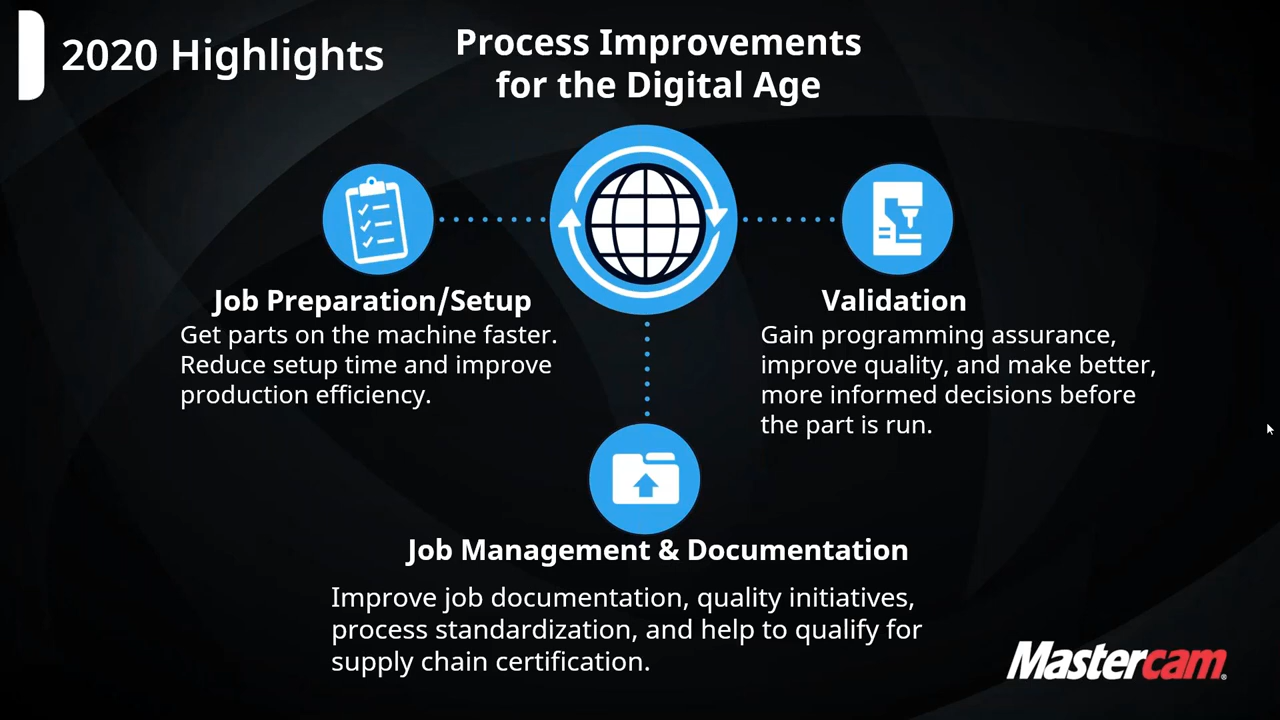 2020 Highlights
Process Improvements
for the Digital Age
Job Preparation/Setup
Get parts on the machine faster.
Reduce setup time and improve
production efficiency.
Validation
Gain programming assurance,
improve quality, and make better,
more informed decisions before
the part is run.
Job Management & Documentation
Improve job documentation, quality initiatives,
process standardization, and help to qualify for
supply chain certification.
Mastercam®